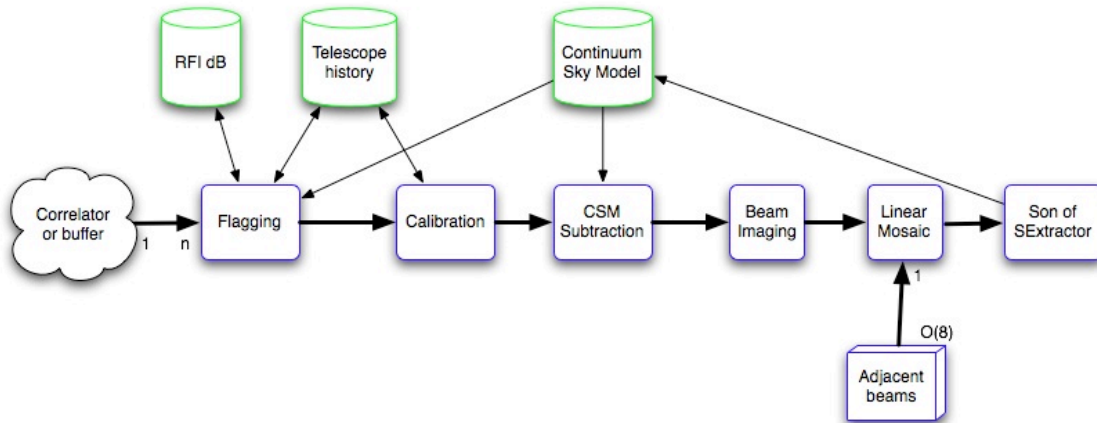 RFI dB
Telescope
history
Continuum
Sky Model
Correlator
or buffer
1
n
Flagging
Calibration
CSM
Subtraction
Beam
Imaging
Linear
Mosaic
Son of
SExtractor
1
O(8)
Adjacent
beams